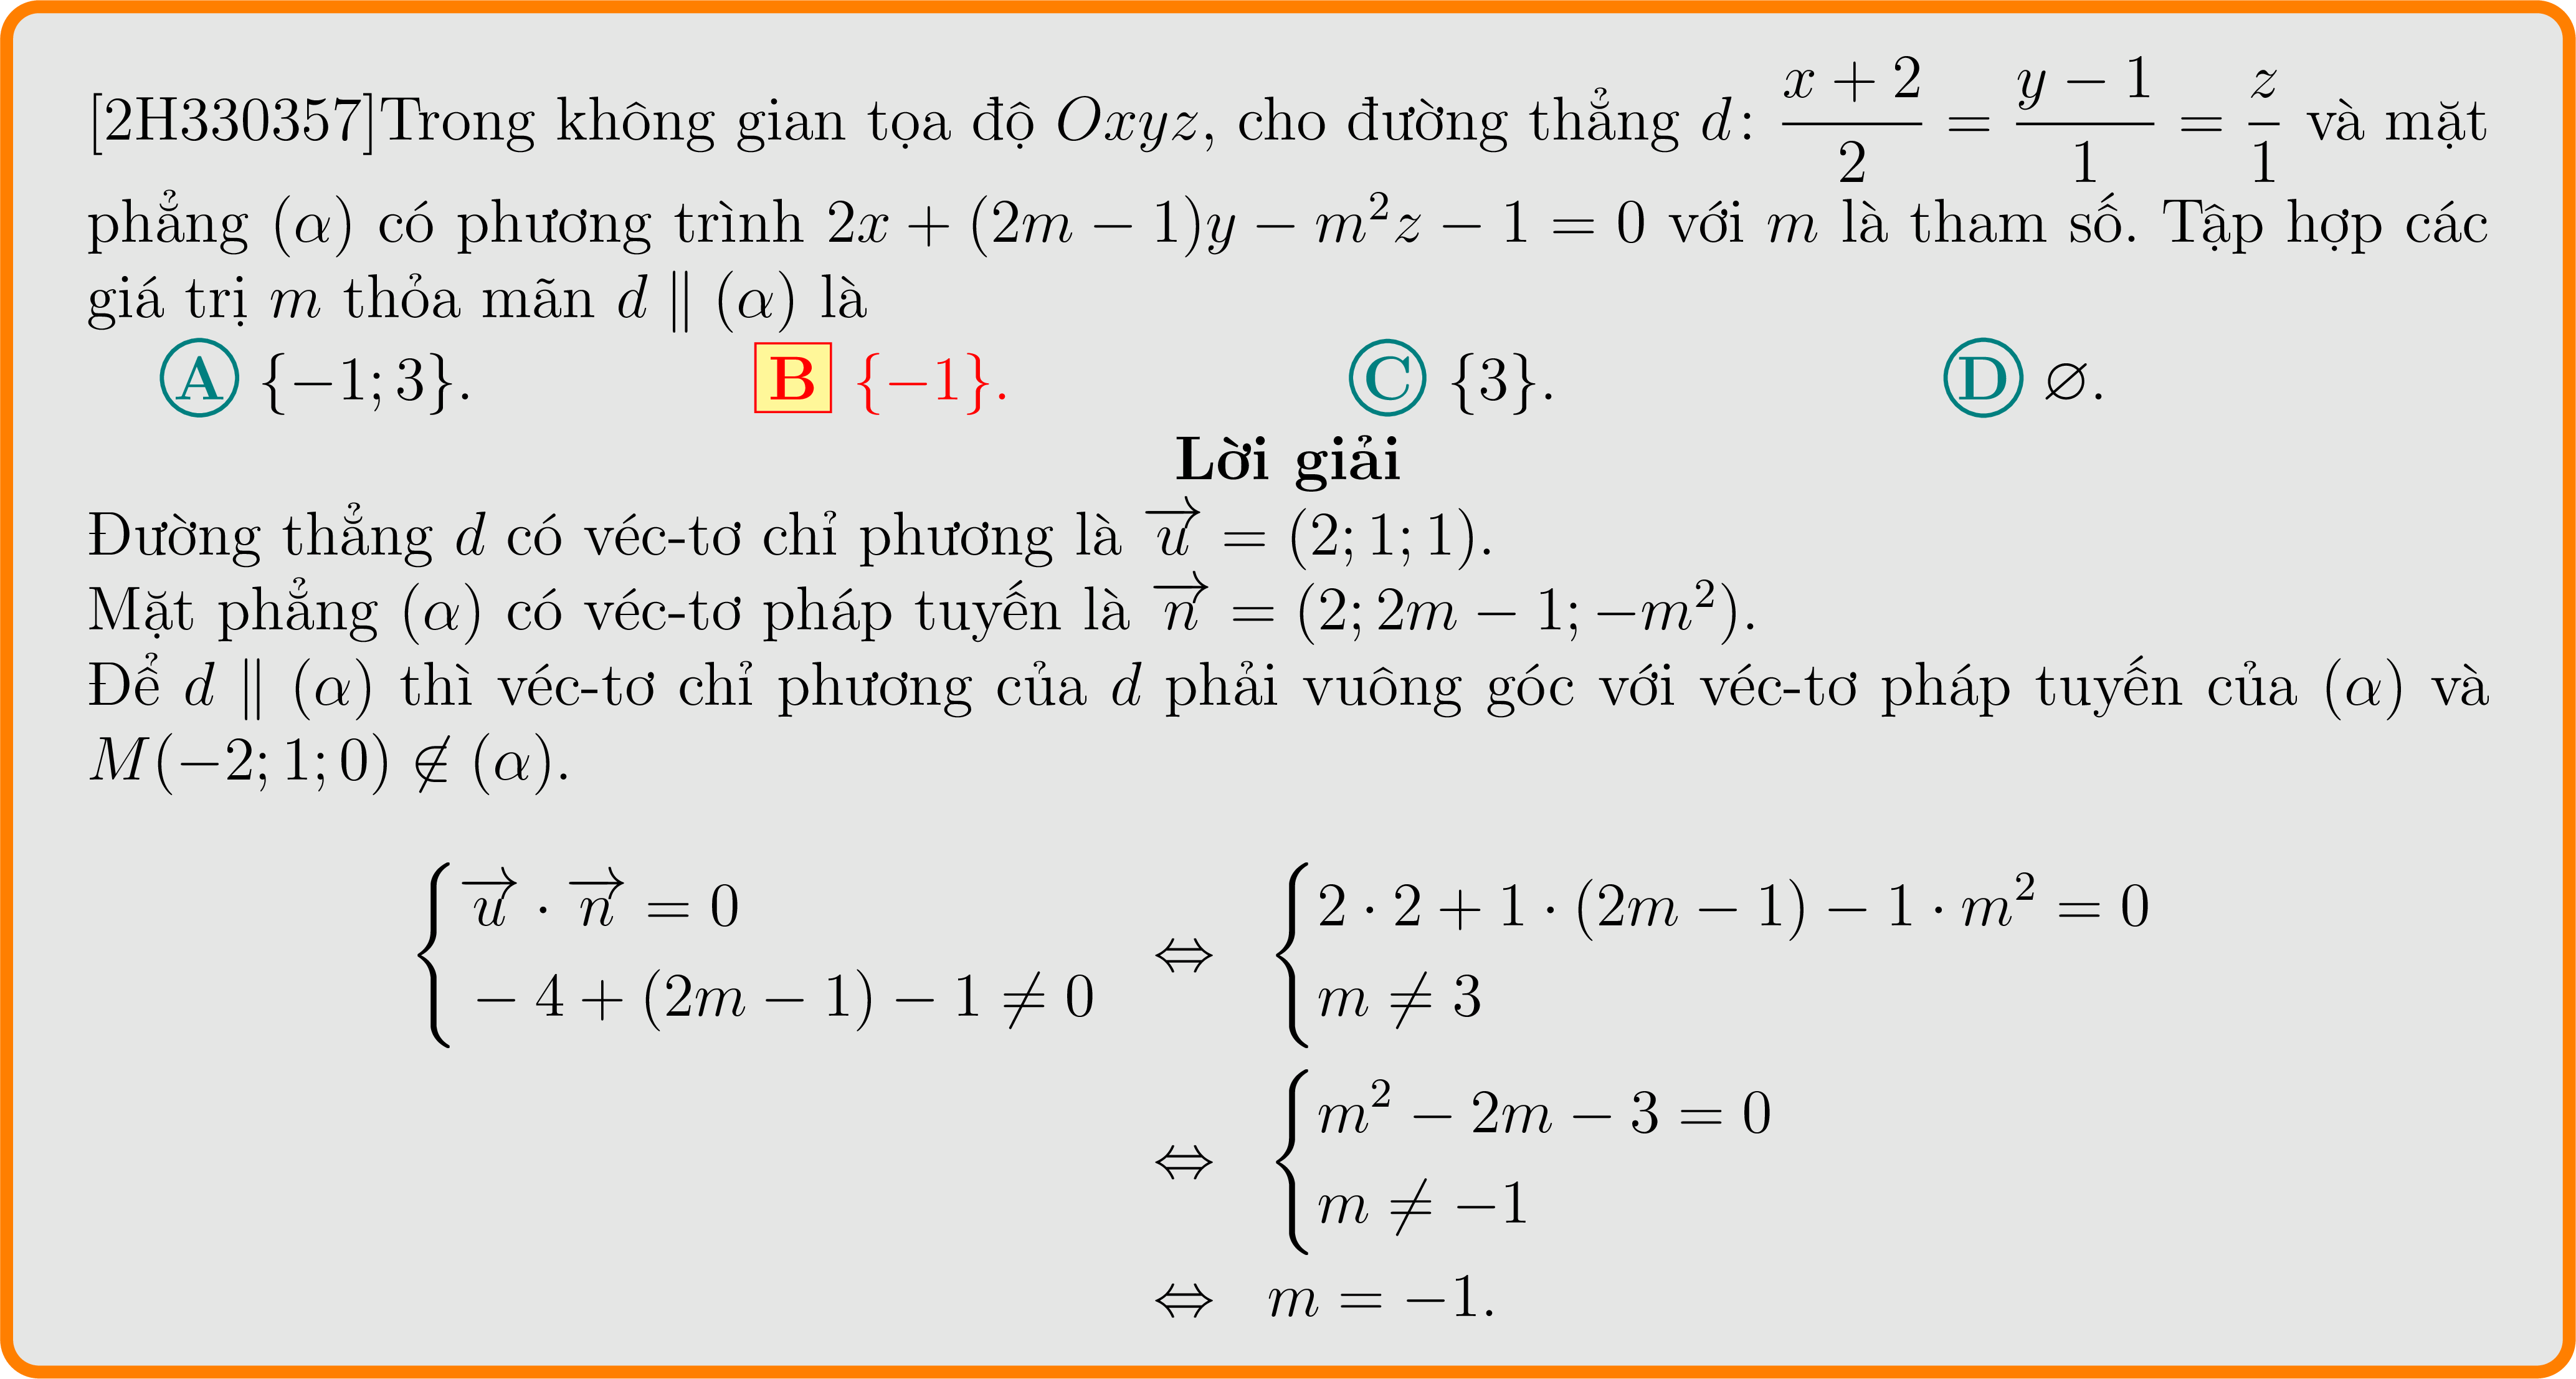 [2H330357]Trong không gian tọa độ $Oxyz$, cho đường thẳng $d\colon \dfrac{x+2}{2} = \dfrac{y-1}{1} = \dfrac{z}{1}$ và mặt
phẳng $(\alpha)$ có phương trình $2x + (2m-1)y - m^2z - 1 = 0$ với $m$ là tham số. Tập hợp các
giá trị $m$ thỏa mãn $d \parallel (\alpha)$ là
A $\{-1; 3\}$. B $\{-1\}$. C $\{3\}$. D $\varnothing$.
Lời giải
Đường thẳng $d$ có véc-tơ chỉ phương là $\overrightarrow{u} = (2; 1; 1)$.
Mặt phẳng $(\alpha)$ có véc-tơ pháp tuyến là $\overrightarrow{n} = (2; 2m-1; -m^2)$.
Để $d \parallel (\alpha)$ thì véc-tơ chỉ phương của $d$ phải vuông góc với véc-tơ pháp tuyến của $(\alpha)$ và
$M(-2; 1; 0) \notin (\alpha)$.
$\begin{cases} \overrightarrow{u} \cdot \overrightarrow{n} = 0 \\ -4 + (2m-1) - 1 \neq 0 \end{cases} \Leftrightarrow \begin{cases} 2 \cdot 2 + 1 \cdot (2m-1) - 1 \cdot m^2 = 0 \\ m \neq 3 \end{cases}$
$\Leftrightarrow \begin{cases} m^2 - 2m - 3 = 0 \\ m \neq -1 \end{cases}$
$\Leftrightarrow m = -1.$